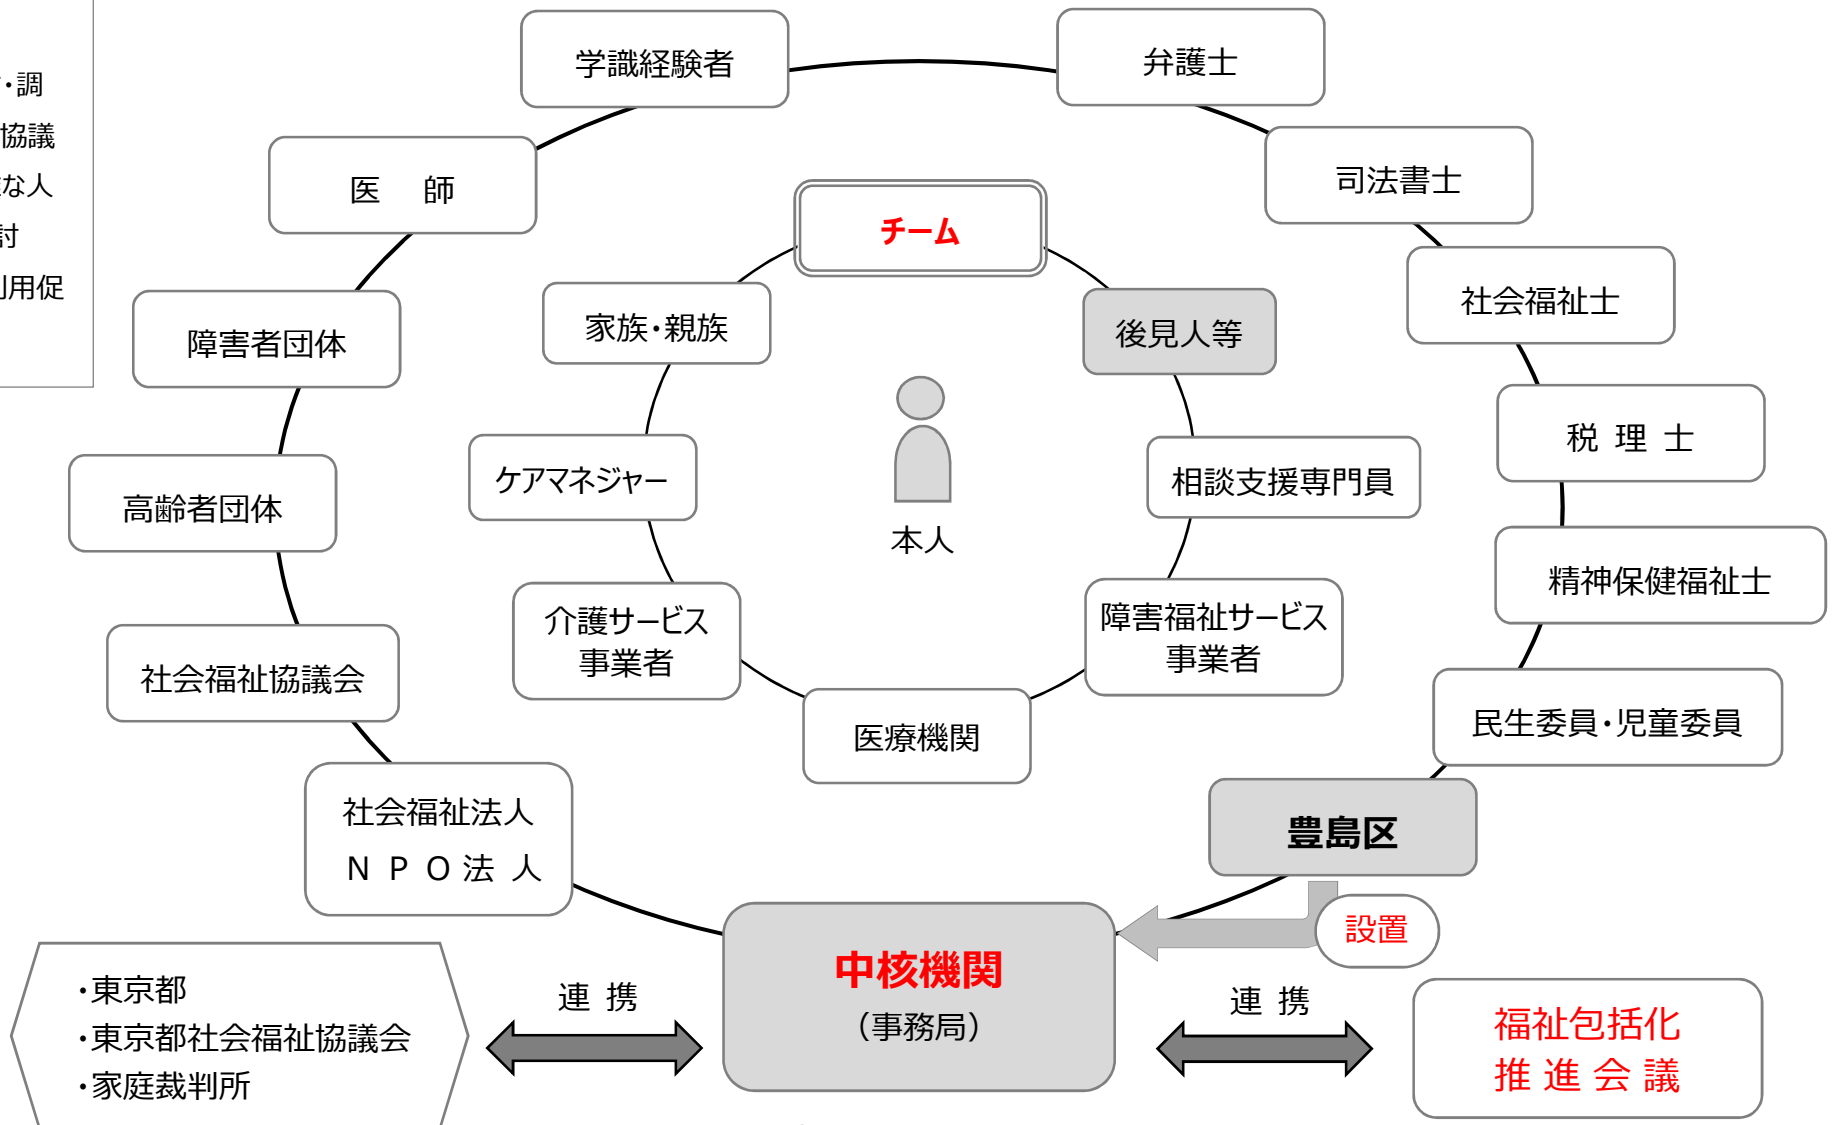 ・調
協議
な人
討
利用促
学識経験者
弁護士
医 師
司法書士
チーム
社会福祉士
障害者団体
家族・親族
後見人等
税 理 士
高齢者団体
ケアマネジャー
相談支援専門員
本人
精神保健福祉士
介護サービス
事業者
障害福祉サービス
事業者
社会福祉協議会
医療機関
民生委員・児童委員
社会福祉法人
N P O 法 人
豊島区
設置
中核機関
（事務局）
連 携
連 携
・東京都
・東京都社会福祉協議会
・家庭裁判所
福祉包括化
推 進 会 議